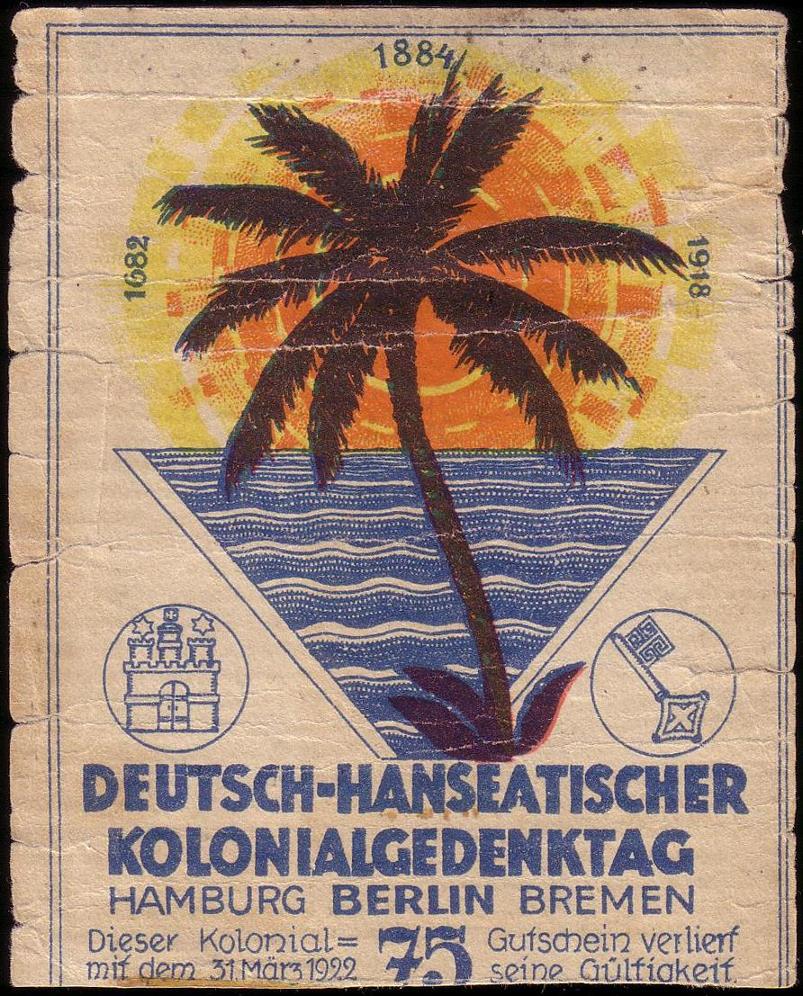 1884
1682
1918
DEUTSCH-HANSEATISCHER
KOLONIALGEDENKTAG
HAMBURG BERLIN BREMEN
Dieser Kolonial= 75 Gutschein verliert
mit dem 31.März 1922 seine Gültigkeit.